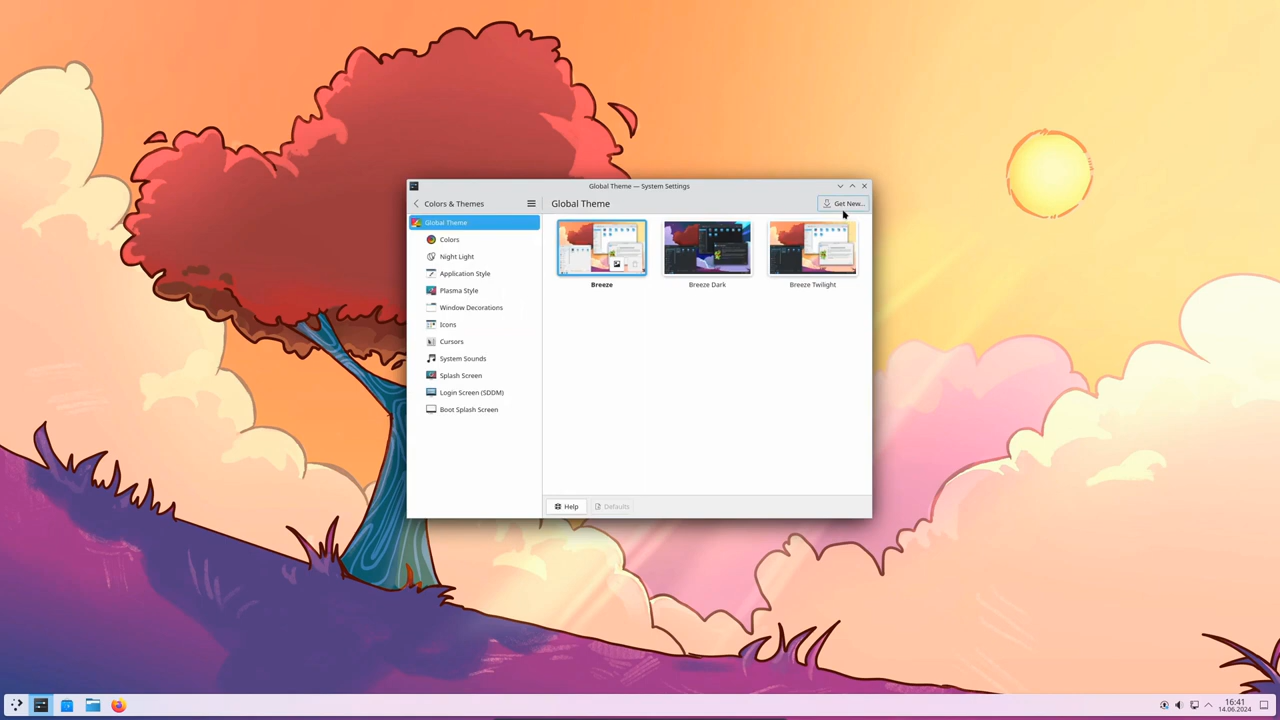 Global Theme — System Settings
Colors & Themes
Global Theme
Get New...
Global Theme
Colors
Night Light
Application Style
Plasma Style
Window Decorations
Icons
Cursors
System Sounds
Splash Screen
Login Screen (SDDM)
Boot Splash Screen
Breeze
Breeze Dark
Breeze Twilight
Help
Defaults
16:41
14.06.2024